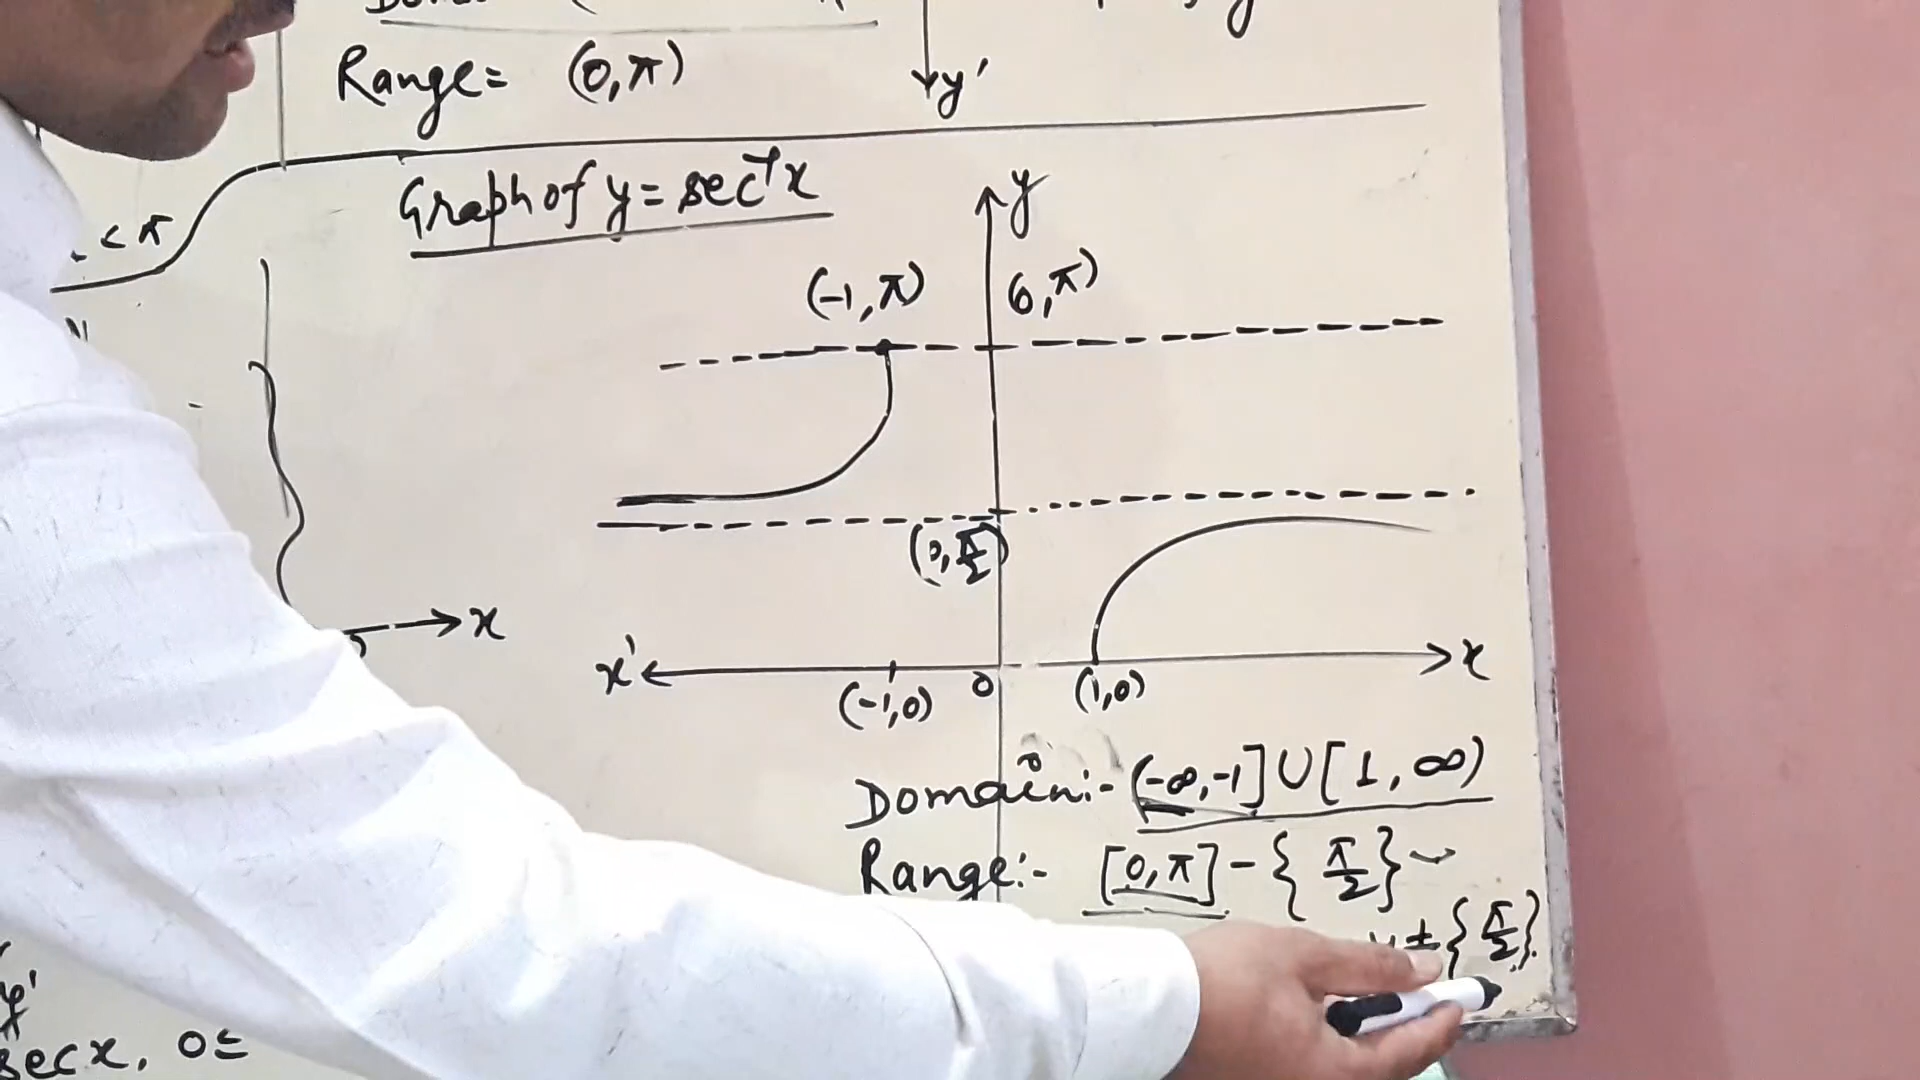 Range= (0,π)
y'
Graph of y = sec⁻¹x
y
< π
(-1,π)
(0,π)
(0,π/2)
x
x'
x
(-1,0)
0
(1,0)
Domain:- (-∞,-1]∪[1,∞)
Range:- [0,π]-{π/2}
{π/2}
y'
sec x, 0≤